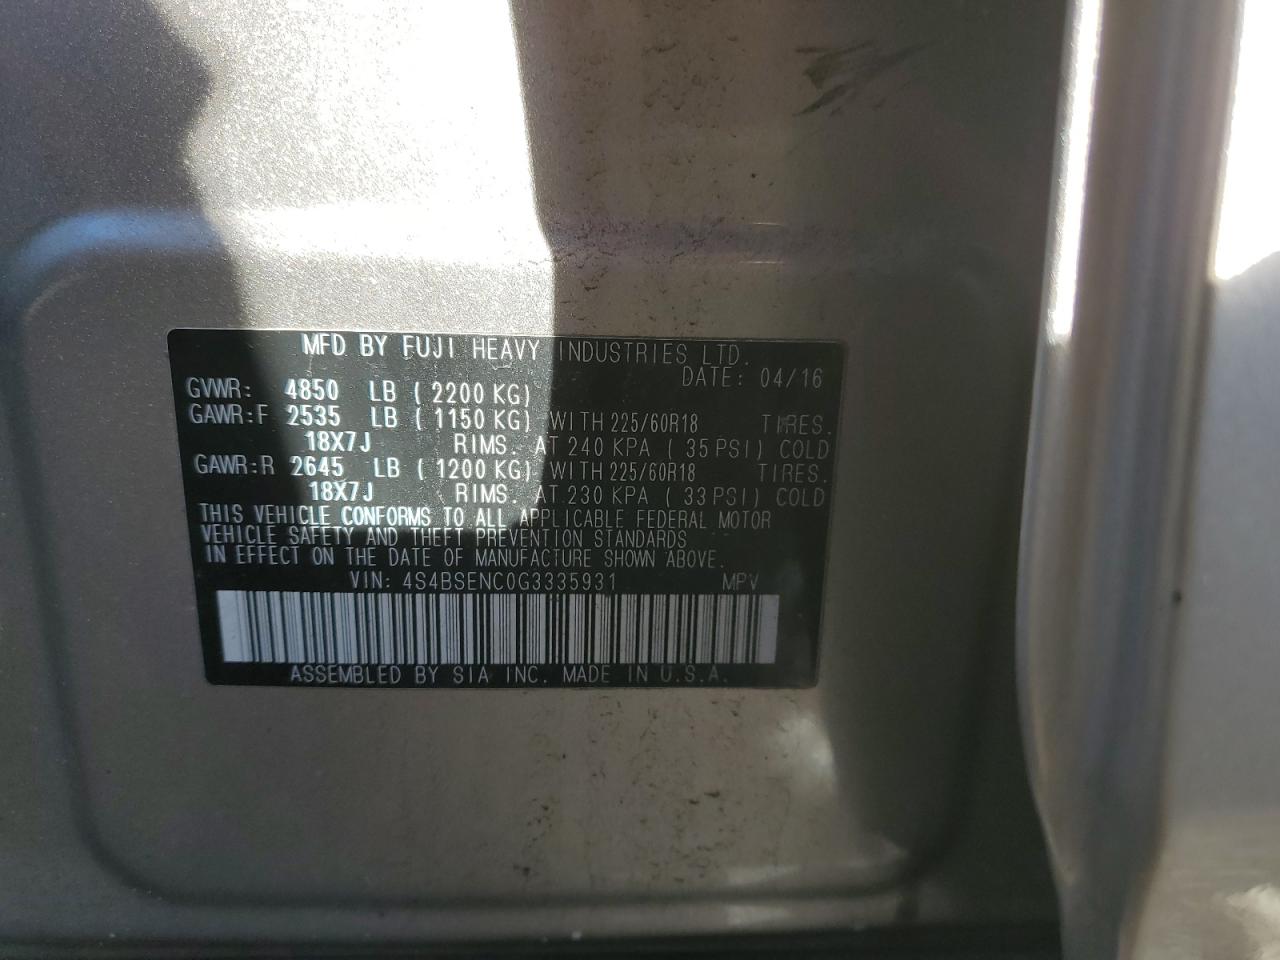 MFD BY FUJI HEAVY INDUSTRIES LTD.
DATE: 04/16
GVWR: 4850 LB ( 2200 KG)
GAWR:F 2535 LB ( 1150 KG) WITH 225/60R18 TIRES.
18X7J RIMS. AT 240 KPA ( 35 PSI) COLD
GAWR:R 2645 LB ( 1200 KG) WITH 225/60R18 TIRES.
18X7J RIMS. AT 230 KPA ( 33 PSI) COLD
THIS VEHICLE CONFORMS TO ALL APPLICABLE FEDERAL MOTOR
VEHICLE SAFETY AND THEFT PREVENTION STANDARDS
IN EFFECT ON THE DATE OF MANUFACTURE SHOWN ABOVE.
VIN: 4S4BSENC0G3335931 MPV
ASSEMBLED BY SIA INC. MADE IN U.S.A.